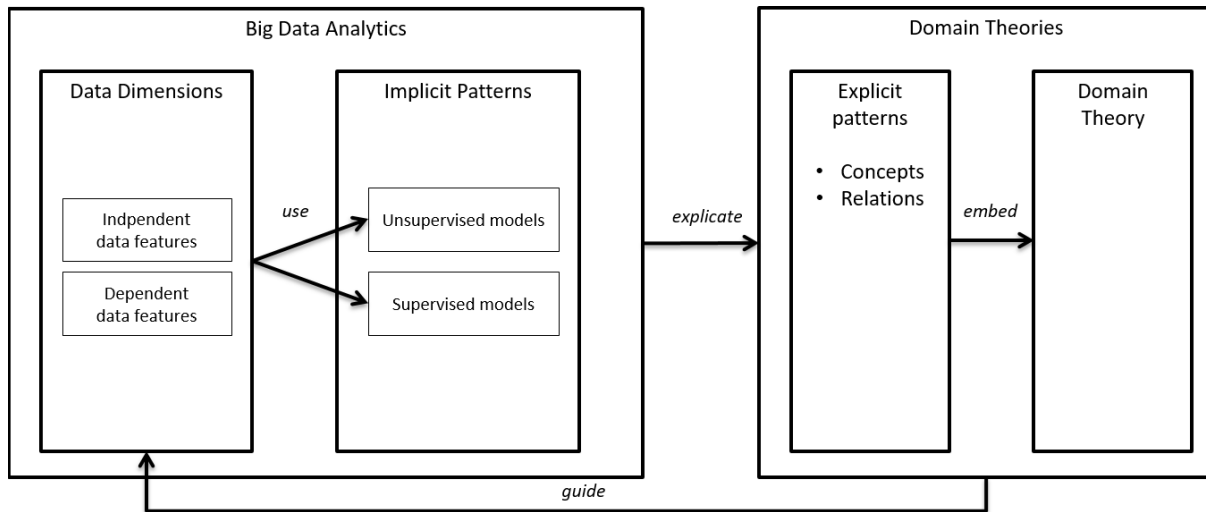 Big Data Analytics
Data Dimensions
Indpendent
data features
Dependent
data features
use
Implicit Patterns
Unsupervised models
Supervised models
explicate
Domain Theories
Explicit
patterns
• Concepts
• Relations
embed
Domain
Theory
guide